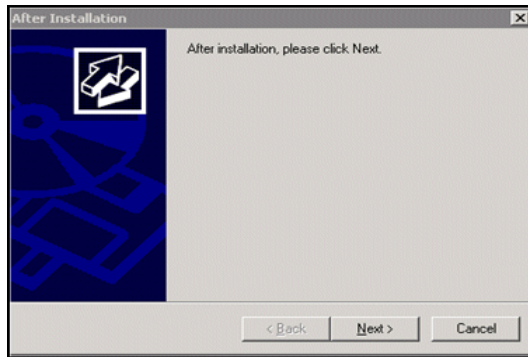 After Installation
After installation, please click Next.
< Back Next > Cancel